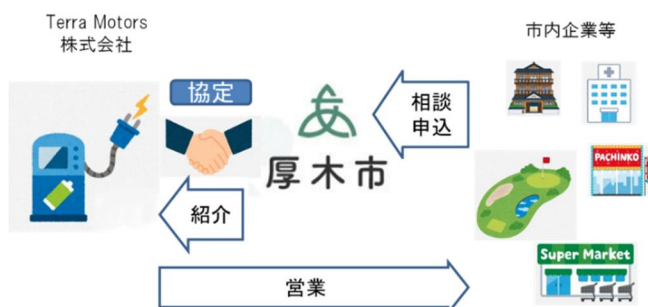 Terra Motors
株式会社
市内企業等
協定
相談
申込
厚木市
紹介
PACHINKO
Super Market
営業